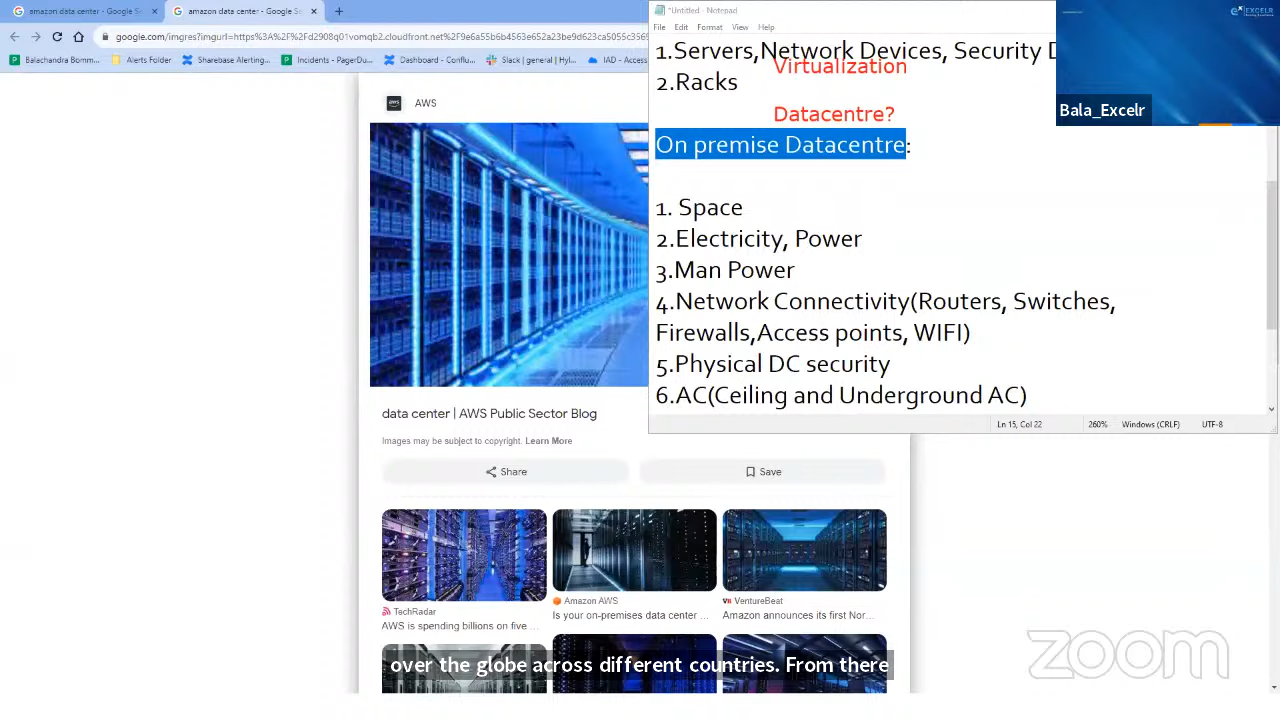 amazon data center - Google Sea
amazon data center - Google Sea
*Untitled - Notepad
EXCELR
File Edit Format View Help
google.com/imgres?imgurl=https%3A%2F%2Fd2908q01vomqb2.cloudfront.net%2F9e6a55b6b4563e652a23be9d623ca5055c356
Balachandra Bomm...
Alerts Folder
Sharebase Alerting...
Incidents - PagerDu...
Dashboard - Conflu...
Slack | general | Hyl...
IAD - Access
1.Servers,Network Devices, Security D
Virtualization
2.Racks
AWS
Bala_Excelr
Datacentre?
On premise Datacentre:
1. Space
2.Electricity, Power
3.Man Power
4.Network Connectivity(Routers, Switches,
Firewalls,Access points, WIFI)
5.Physical DC security
6.AC(Ceiling and Underground AC)
Ln 15, Col 22
260%
Windows (CRLF)
UTF-8
data center | AWS Public Sector Blog
Images may be subject to copyright. Learn More
Share
Save
TechRadar
AWS is spending billions on five ...
Amazon AWS
Is your on-premises data center ...
VentureBeat
Amazon announces its first Nor...
over the globe across different countries. From there
zoom